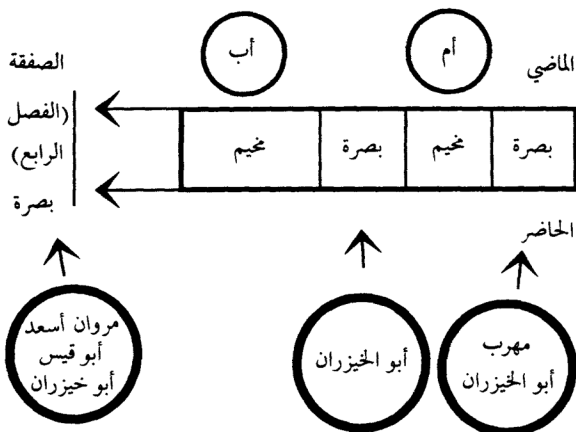 الماضي
أم
أب
الصفقة
(الفصل
الرابع)
بصرة
مخيم
بصرة
مخيم
بصرة
الحاضر
مهرب
أبو الخيزران
أبو الخيزران
مروان أسعد
أبو قيس
أبو خيزران